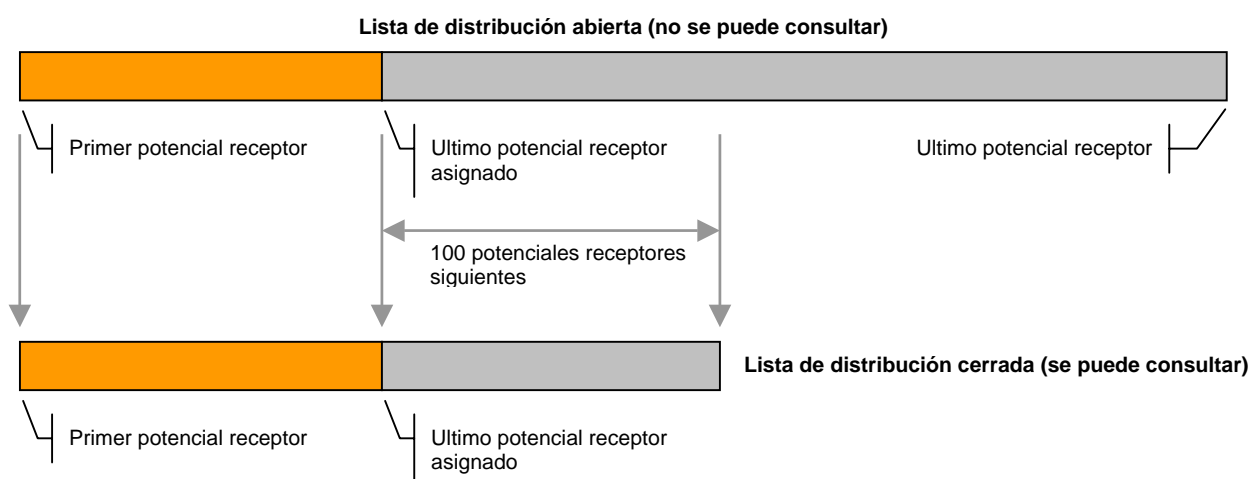 Lista de distribución abierta (no se puede consultar)
Primer potencial receptor
Ultimo potencial receptor
asignado
Ultimo potencial receptor
100 potenciales receptores
siguientes
Lista de distribución cerrada (se puede consultar)
Primer potencial receptor
Ultimo potencial receptor
asignado